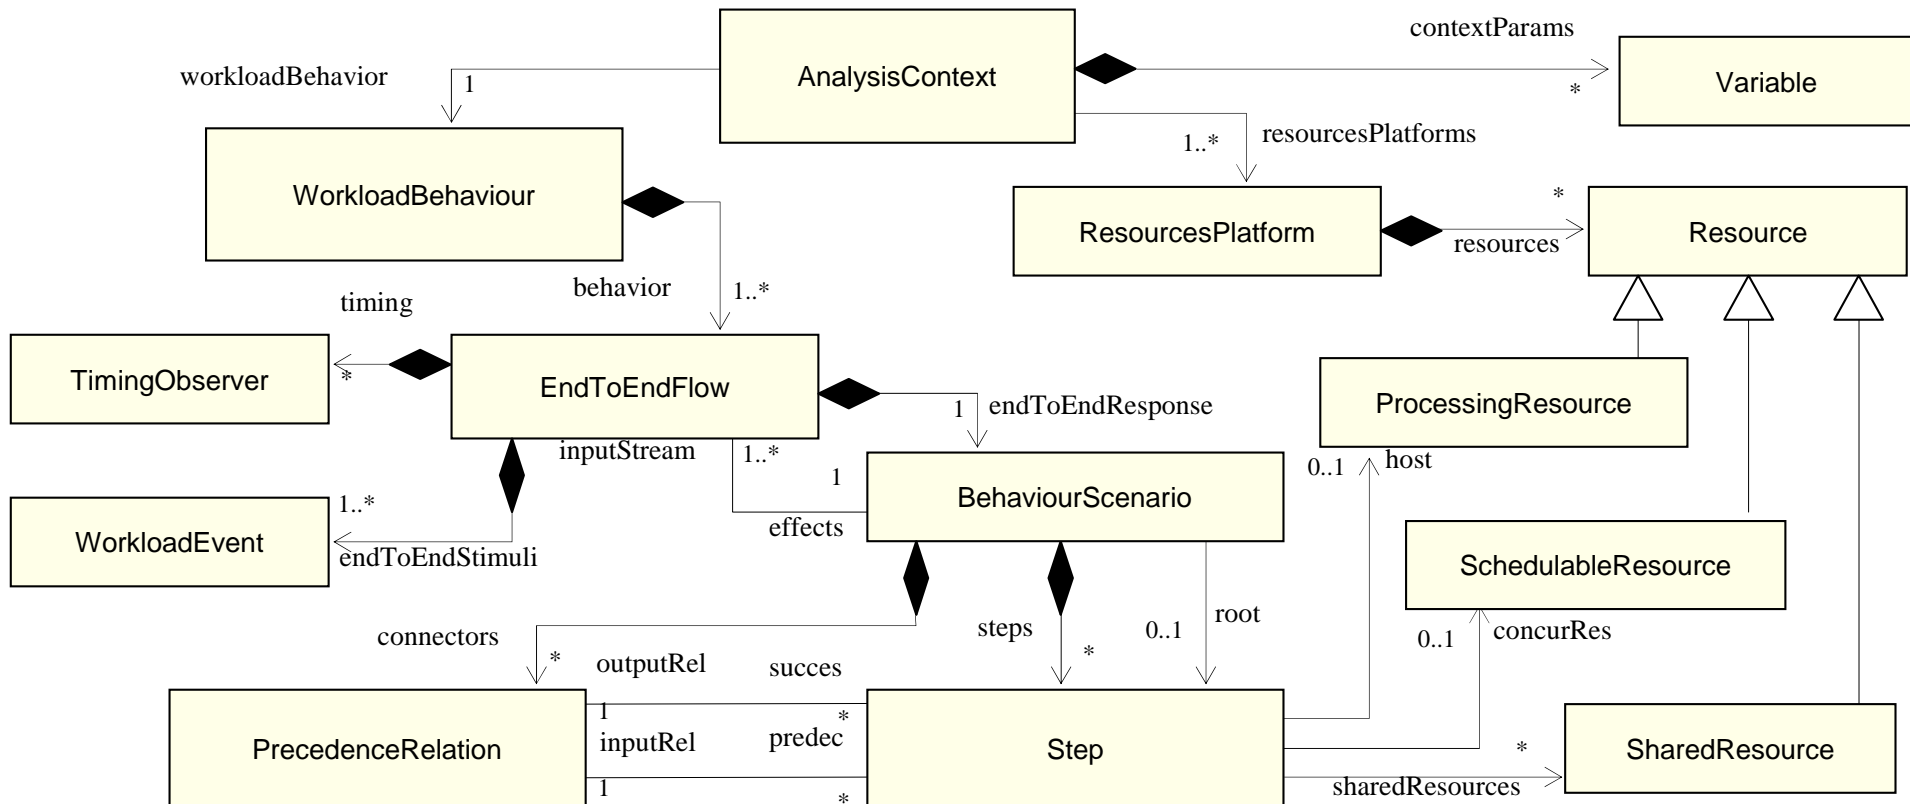 contextParams
workloadBehavior
1
AnalysisContext
*
Variable
1..*
resourcesPlatforms
WorkloadBehaviour
ResourcesPlatform
*
resources
Resource
behavior
1..*
timing
*
TimingObserver
EndToEndFlow
1
endToEndResponse
ProcessingResource
inputStream
1..*
1
0..1
host
1..*
BehaviourScenario
effects
WorkloadEvent
endToEndStimuli
SchedulableResource
connectors
*
steps
*
0..1
root
0..1
concurRes
outputRel
succes
1
*
inputRel
predec
PrecedenceRelation
1
*
Step
*
sharedResources
SharedResource